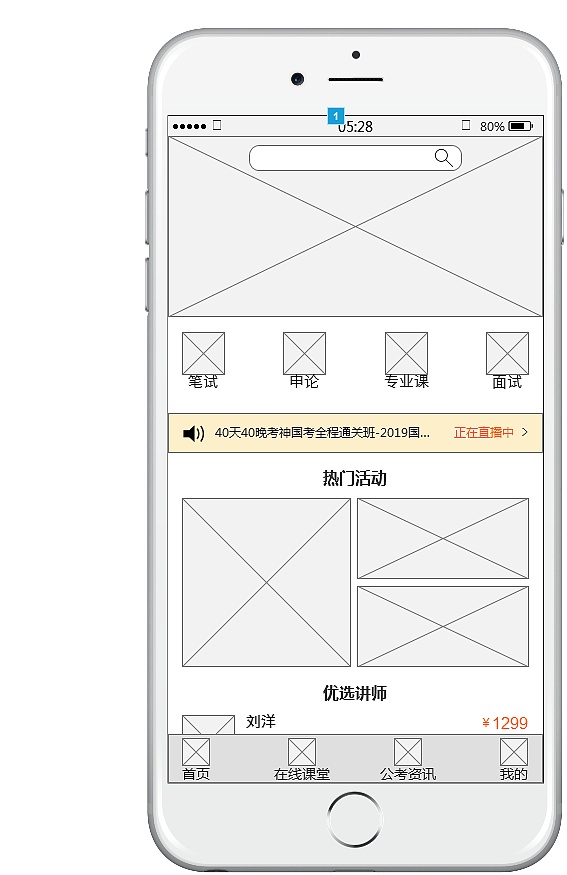 1
05:28
80%
笔试
申论
专业课
面试
40天40晚考神国考全程通关班-2019国...
正在直播中
热门活动
优选讲师
刘洋
¥1299
首页
在线课堂
公考资讯
我的